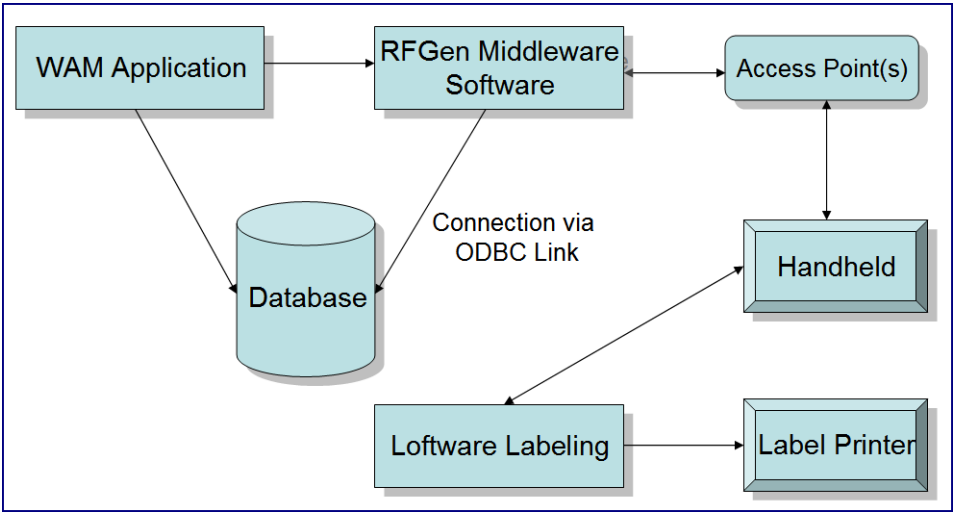 WAM Application
RFGen Middleware
Software
Access Point(s)
Connection via
ODBC Link
Database
Handheld
Loftware Labeling
Label Printer